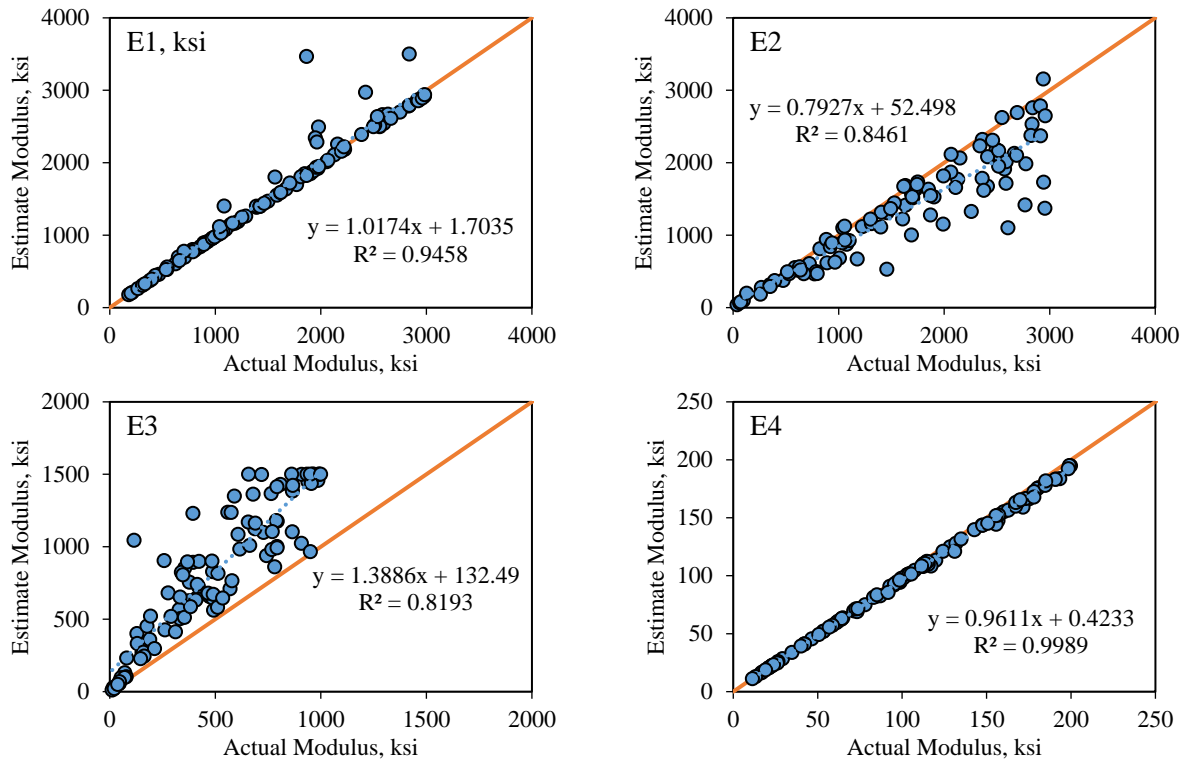 E1, ksi
Estimate Modulus, ksi
4000
3000
2000
1000
0
y = 1.0174x + 1.7035
R² = 0.9458
0 1000 2000 3000 4000
Actual Modulus, ksi
E2
Estimate Modulus, ksi
4000
3000
2000
1000
0
y = 0.7927x + 52.498
R² = 0.8461
0 1000 2000 3000 4000
Actual Modulus, ksi
E3
Estimate Modulus, ksi
2000
1500
1000
500
0
y = 1.3886x + 132.49
R² = 0.8193
0 500 1000 1500 2000
Actual Modulus, ksi
E4
Estimate Modulus, ksi
250
200
150
100
50
0
y = 0.9611x + 0.4233
R² = 0.9989
0 50 100 150 200 250
Actual Modulus, ksi